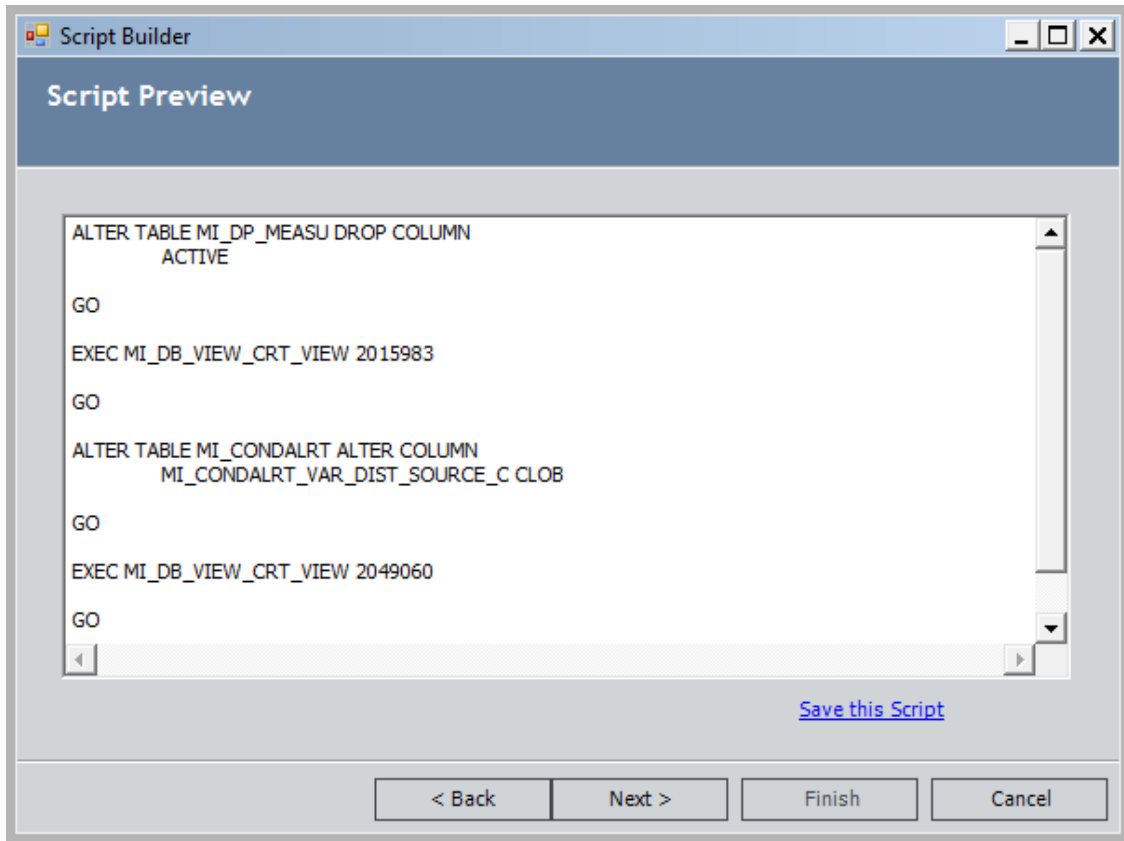 Script Builder
Script Preview
ALTER TABLE MI_DP_MEASU DROP COLUMN
ACTIVE
GO
EXEC MI_DB_VIEW_CRT_VIEW 2015983
GO
ALTER TABLE MI_CONDALRT ALTER COLUMN
MI_CONDALRT_VAR_DIST_SOURCE_C CLOB
GO
EXEC MI_DB_VIEW_CRT_VIEW 2049060
GO
Save this Script
< Back Next > Finish Cancel